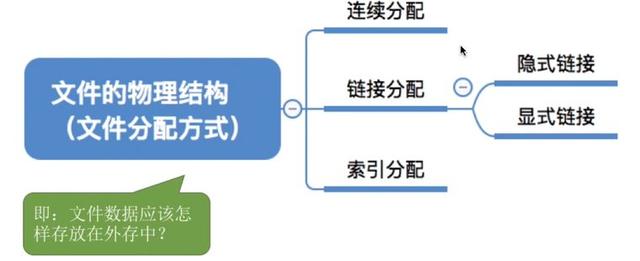 连续分配
文件的物理结构
（文件分配方式）
链接分配
隐式链接
显式链接
索引分配
即：文件数据应该怎
样存放在外存中？